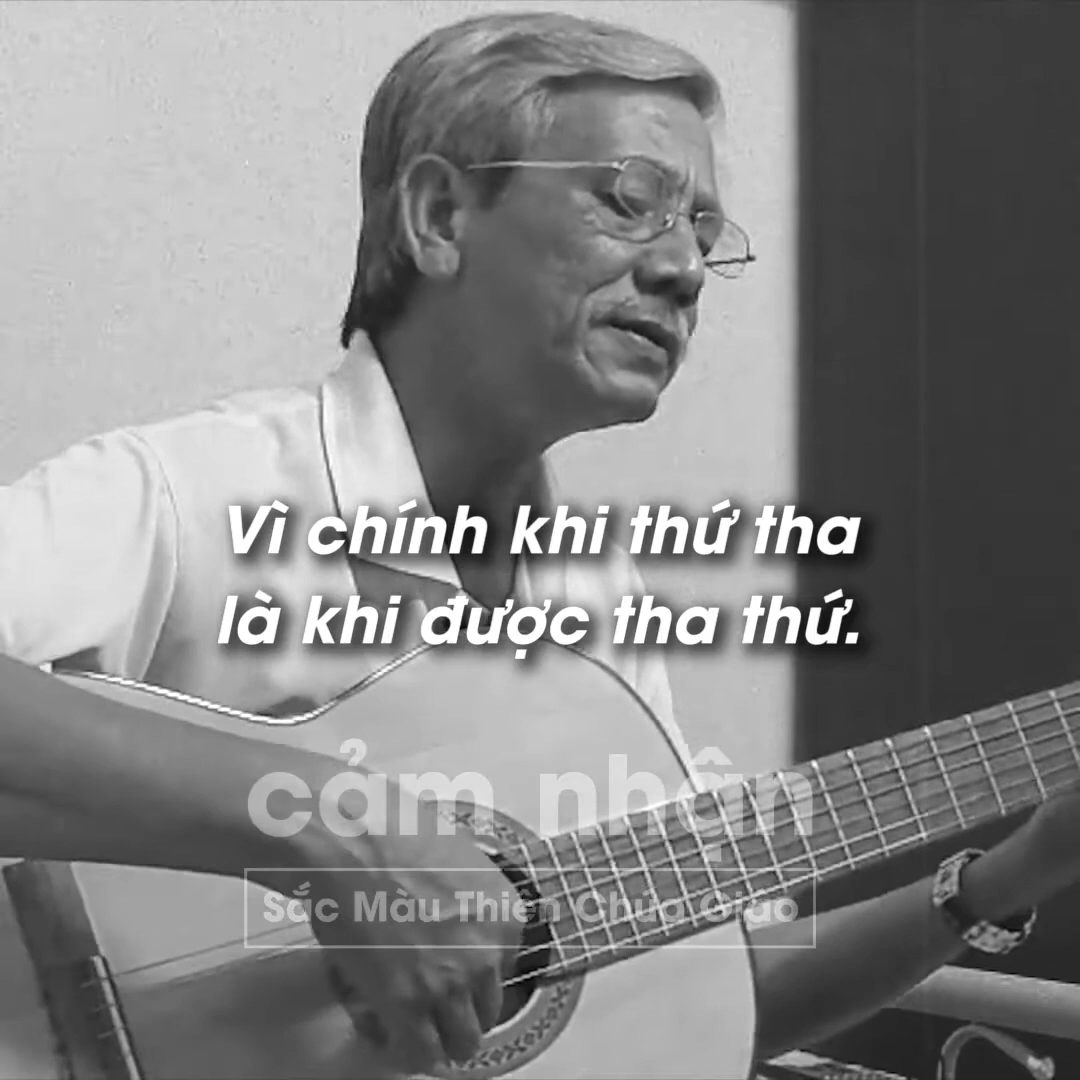 Vì chính khi thứ tha
là khi được tha thứ.
cảm nhận
Sắc Màu Thiên Chúa Giáo